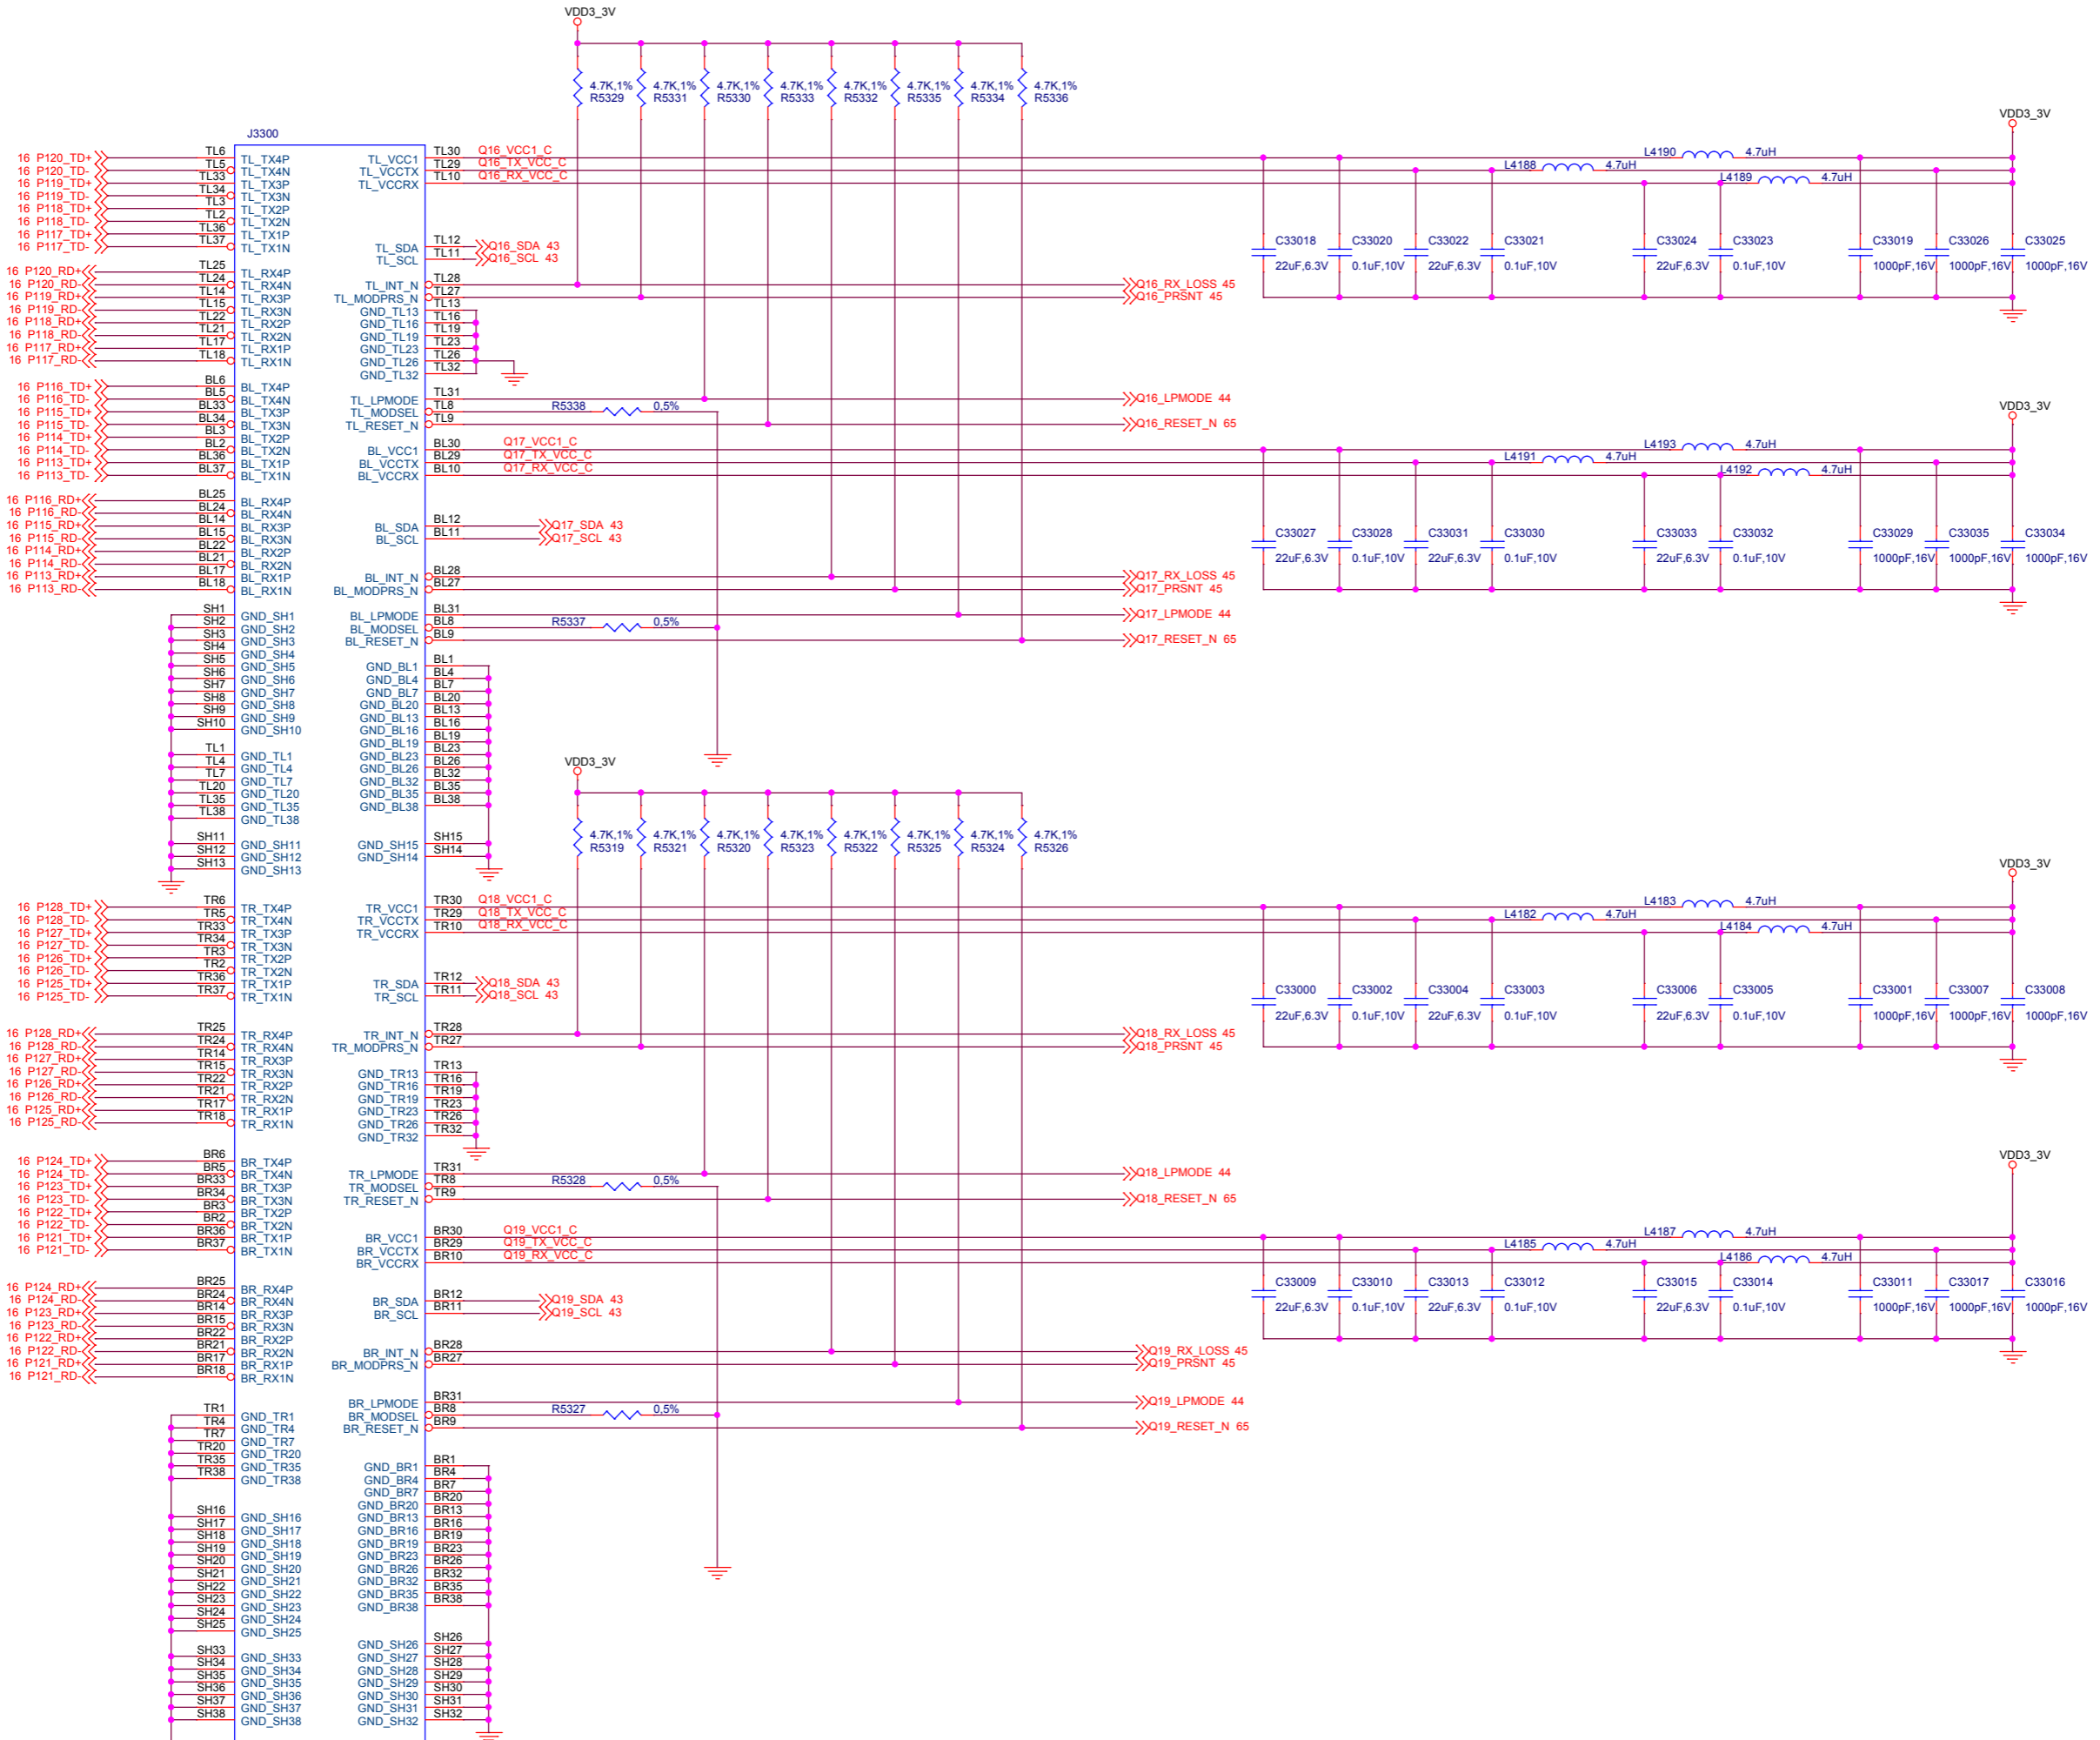 VDD3_3V
4.7K,1% 4.7K,1% 4.7K,1% 4.7K,1% 4.7K,1% 4.7K,1% 4.7K,1% 4.7K,1%
R5329 R5331 R5330 R5333 R5332 R5335 R5334 R5336
J3300
VDD3_3V
16 P120_TD+ TL6 TL_TX4P TL_VCC1 TL30 Q16_VCC1_C L4190 4.7uH
16 P120_TD- TL5 TL_TX4N TL_VCCTX TL29 Q16_TX_VCC_C L4188 4.7uH
16 P119_TD+ TL33 TL_TX3P TL_VCCRX TL10 Q16_RX_VCC_C L4189 4.7uH
16 P119_TD- TL34 TL_TX3N
16 P118_TD+ TL3 TL_TX2P
16 P118_TD- TL2 TL_TX2N
16 P117_TD+ TL36 TL_TX1P
16 P117_TD- TL37 TL_TX1N TL_SDA TL12 Q16_SDA 43
TL_SCL TL11 Q16_SCL 43
C33018 C33020 C33022 C33021 C33024 C33023 C33019 C33026 C33025
22uF,6.3V 0.1uF,10V 22uF,6.3V 0.1uF,10V 22uF,6.3V 0.1uF,10V 1000pF,16V 1000pF,16V 1000pF,16V
16 P120_RD+ TL25 TL_RX4P
16 P120_RD- TL24 TL_RX4N TL_INT_N TL28 Q16_RX_LOSS 45
16 P119_RD+ TL14 TL_RX3P TL_MODPRS_N TL27 Q16_PRSNT 45
16 P119_RD- TL15 TL_RX3N GND_TL13 TL13
16 P118_RD+ TL22 TL_RX2P GND_TL16 TL16
16 P118_RD- TL21 TL_RX2N GND_TL19 TL19
16 P117_RD+ TL17 TL_RX1P GND_TL23 TL23
16 P117_RD- TL18 TL_RX1N GND_TL26 TL26
GND_TL32 TL32
16 P116_TD+ BL6 BL_TX4P
16 P116_TD- BL5 BL_TX4N TL_LPMODE TL31 Q16_LPMODE 44
16 P115_TD+ BL33 BL_TX3P TL_MODSEL TL8 R5338 0,5%
16 P115_TD- BL34 BL_TX3N TL_RESET_N TL9 Q16_RESET_N 65
VDD3_3V
16 P114_TD+ BL3 BL_TX2P
16 P114_TD- BL2 BL_TX2N BL_VCC1 BL30 Q17_VCC1_C L4193 4.7uH
16 P113_TD+ BL36 BL_TX1P BL_VCCTX BL29 Q17_TX_VCC_C L4191 4.7uH
16 P113_TD- BL37 BL_TX1N BL_VCCRX BL10 Q17_RX_VCC_C L4192 4.7uH
16 P116_RD+ BL25 BL_RX4P
16 P116_RD- BL24 BL_RX4N
16 P115_RD+ BL14 BL_RX3P BL_SDA BL12 Q17_SDA 43
16 P115_RD- BL15 BL_RX3N BL_SCL BL11 Q17_SCL 43
16 P114_RD+ BL22 BL_RX2P
16 P114_RD- BL21 BL_RX2N
16 P113_RD+ BL17 BL_RX1P BL_INT_N BL28 Q17_RX_LOSS 45
16 P113_RD- BL18 BL_RX1N BL_MODPRS_N BL27 Q17_PRSNT 45
C33027 C33028 C33031 C33030 C33033 C33032 C33029 C33035 C33034
22uF,6.3V 0.1uF,10V 22uF,6.3V 0.1uF,10V 22uF,6.3V 0.1uF,10V 1000pF,16V 1000pF,16V 1000pF,16V
SH1 GND_SH1 BL_LPMODE BL31 Q17_LPMODE 44
SH2 GND_SH2 BL_MODSEL BL8 R5337 0,5%
SH3 GND_SH3 BL_RESET_N BL9 Q17_RESET_N 65
SH4 GND_SH4
SH5 GND_SH5 GND_BL1 BL1
SH6 GND_SH6 GND_BL4 BL4
SH7 GND_SH7 GND_BL7 BL7
SH8 GND_SH8 GND_BL20 BL20
SH9 GND_SH9 GND_BL13 BL13
SH10 GND_SH10 GND_BL16 BL16
GND_BL19 BL19
TL1 GND_TL1 GND_BL23 BL23
TL4 GND_TL4 GND_BL26 BL26
TL7 GND_TL7 GND_BL32 BL32
TL20 GND_TL20 GND_BL35 BL35
TL35 GND_TL35 GND_BL38 BL38
TL38 GND_TL38
VDD3_3V
4.7K,1% 4.7K,1% 4.7K,1% 4.7K,1% 4.7K,1% 4.7K,1% 4.7K,1% 4.7K,1%
R5319 R5321 R5320 R5323 R5322 R5325 R5324 R5326
SH11 GND_SH11 GND_SH15 SH15
SH12 GND_SH12 GND_SH14 SH14
SH13 GND_SH13
VDD3_3V
16 P128_TD+ TR6 TR_TX4P TR_VCC1 TR30 Q18_VCC1_C L4183 4.7uH
16 P128_TD- TR5 TR_TX4N TR_VCCTX TR29 Q18_TX_VCC_C L4182 4.7uH
16 P127_TD+ TR33 TR_TX3P TR_VCCRX TR10 Q18_RX_VCC_C L4184 4.7uH
16 P127_TD- TR34 TR_TX3N
16 P126_TD+ TR3 TR_TX2P
16 P126_TD- TR2 TR_TX2N
16 P125_TD+ TR36 TR_TX1P TR_SDA TR12 Q18_SDA 43
16 P125_TD- TR37 TR_TX1N TR_SCL TR11 Q18_SCL 43
C33000 C33002 C33004 C33003 C33006 C33005 C33001 C33007 C33008
22uF,6.3V 0.1uF,10V 22uF,6.3V 0.1uF,10V 22uF,6.3V 0.1uF,10V 1000pF,16V 1000pF,16V 1000pF,16V
16 P128_RD+ TR25 TR_RX4P TR_INT_N TR28 Q18_RX_LOSS 45
16 P128_RD- TR24 TR_RX4N TR_MODPRS_N TR27 Q18_PRSNT 45
16 P127_RD+ TR14 TR_RX3P
16 P127_RD- TR15 TR_RX3N GND_TR13 TR13
16 P126_RD+ TR22 TR_RX2P GND_TR16 TR16
16 P126_RD- TR21 TR_RX2N GND_TR19 TR19
16 P125_RD+ TR17 TR_RX1P GND_TR23 TR23
16 P125_RD- TR18 TR_RX1N GND_TR26 TR26
GND_TR32 TR32
VDD3_3V
16 P124_TD+ BR6 BR_TX4P
16 P124_TD- BR5 BR_TX4N TR_LPMODE TR31 Q18_LPMODE 44
16 P123_TD+ BR33 BR_TX3P TR_MODSEL TR8 R5328 0,5%
16 P123_TD- BR34 BR_TX3N TR_RESET_N TR9 Q18_RESET_N 65
16 P122_TD+ BR3 BR_TX2P
16 P122_TD- BR2 BR_TX2N
16 P121_TD+ BR36 BR_TX1P BR_VCC1 BR30 Q19_VCC1_C L4187 4.7uH
16 P121_TD- BR37 BR_TX1N BR_VCCTX BR29 Q19_TX_VCC_C L4185 4.7uH
BR_VCCRX BR10 Q19_RX_VCC_C L4186 4.7uH
C33009 C33010 C33013 C33012 C33015 C33014 C33011 C33017 C33016
22uF,6.3V 0.1uF,10V 22uF,6.3V 0.1uF,10V 22uF,6.3V 0.1uF,10V 1000pF,16V 1000pF,16V 1000pF,16V
16 P124_RD+ BR25 BR_RX4P
16 P124_RD- BR24 BR_RX4N BR_SDA BR12 Q19_SDA 43
16 P123_RD+ BR14 BR_RX3P BR_SCL BR11 Q19_SCL 43
16 P123_RD- BR15 BR_RX3N
16 P122_RD+ BR22 BR_RX2P
16 P122_RD- BR21 BR_RX2N BR_INT_N BR28 Q19_RX_LOSS 45
16 P121_RD+ BR17 BR_RX1P BR_MODPRS_N BR27 Q19_PRSNT 45
16 P121_RD- BR18 BR_RX1N
BR_LPMODE BR31 Q19_LPMODE 44
TR1 GND_TR1 BR_MODSEL BR8 R5327 0,5%
TR4 GND_TR4 BR_RESET_N BR9 Q19_RESET_N 65
TR7 GND_TR7
TR20 GND_TR20
TR35 GND_TR35 GND_BR1 BR1
TR38 GND_TR38 GND_BR4 BR4
GND_BR7 BR7
GND_BR20 BR20
SH16 GND_SH16 GND_BR13 BR13
SH17 GND_SH17 GND_BR16 BR16
SH18 GND_SH18 GND_BR19 BR19
SH19 GND_SH19 GND_BR23 BR23
SH20 GND_SH20 GND_BR26 BR26
SH21 GND_SH21 GND_BR32 BR32
SH22 GND_SH22 GND_BR35 BR35
SH23 GND_SH23 GND_BR38 BR38
SH24 GND_SH24
SH25 GND_SH25
GND_SH26 SH26
SH33 GND_SH33 GND_SH27 SH27
SH34 GND_SH34 GND_SH28 SH28
SH35 GND_SH35 GND_SH29 SH29
SH36 GND_SH36 GND_SH30 SH30
SH37 GND_SH37 GND_SH31 SH31
SH38 GND_SH38 GND_SH32 SH32